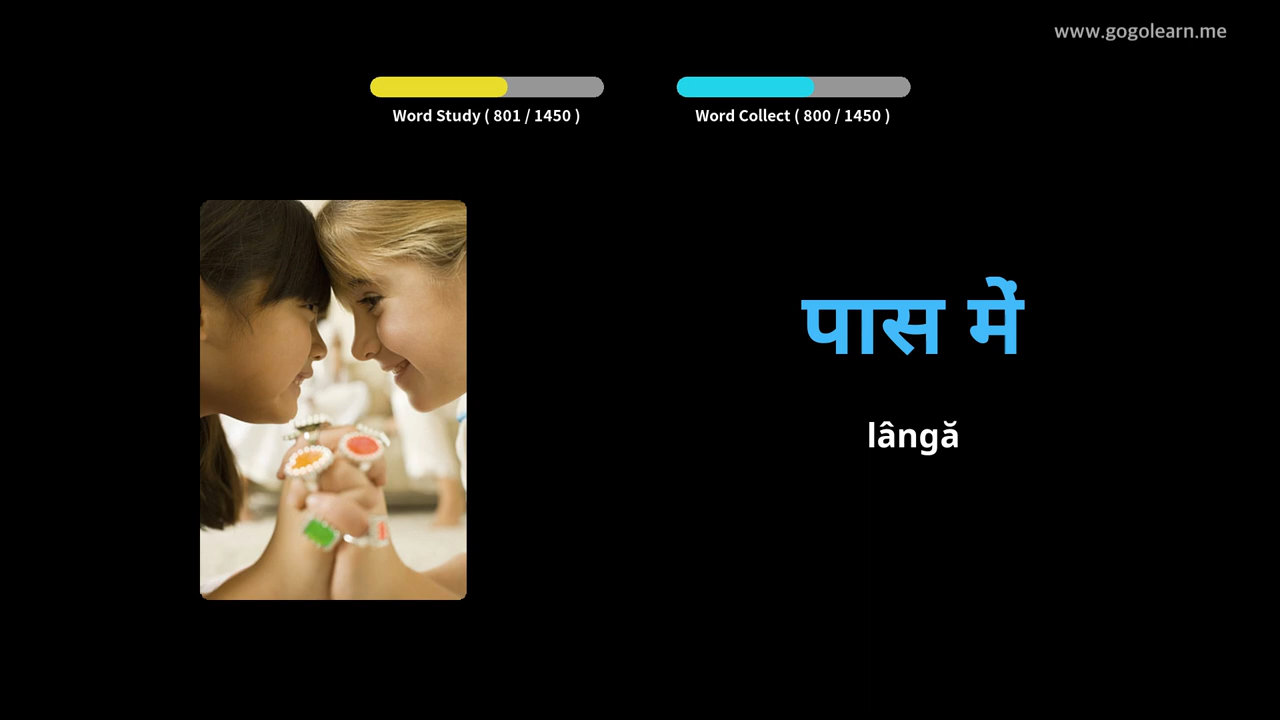 www.gogolearn.me
Word Study ( 801 / 1450 )
Word Collect ( 800 / 1450 )
पास में
lângă